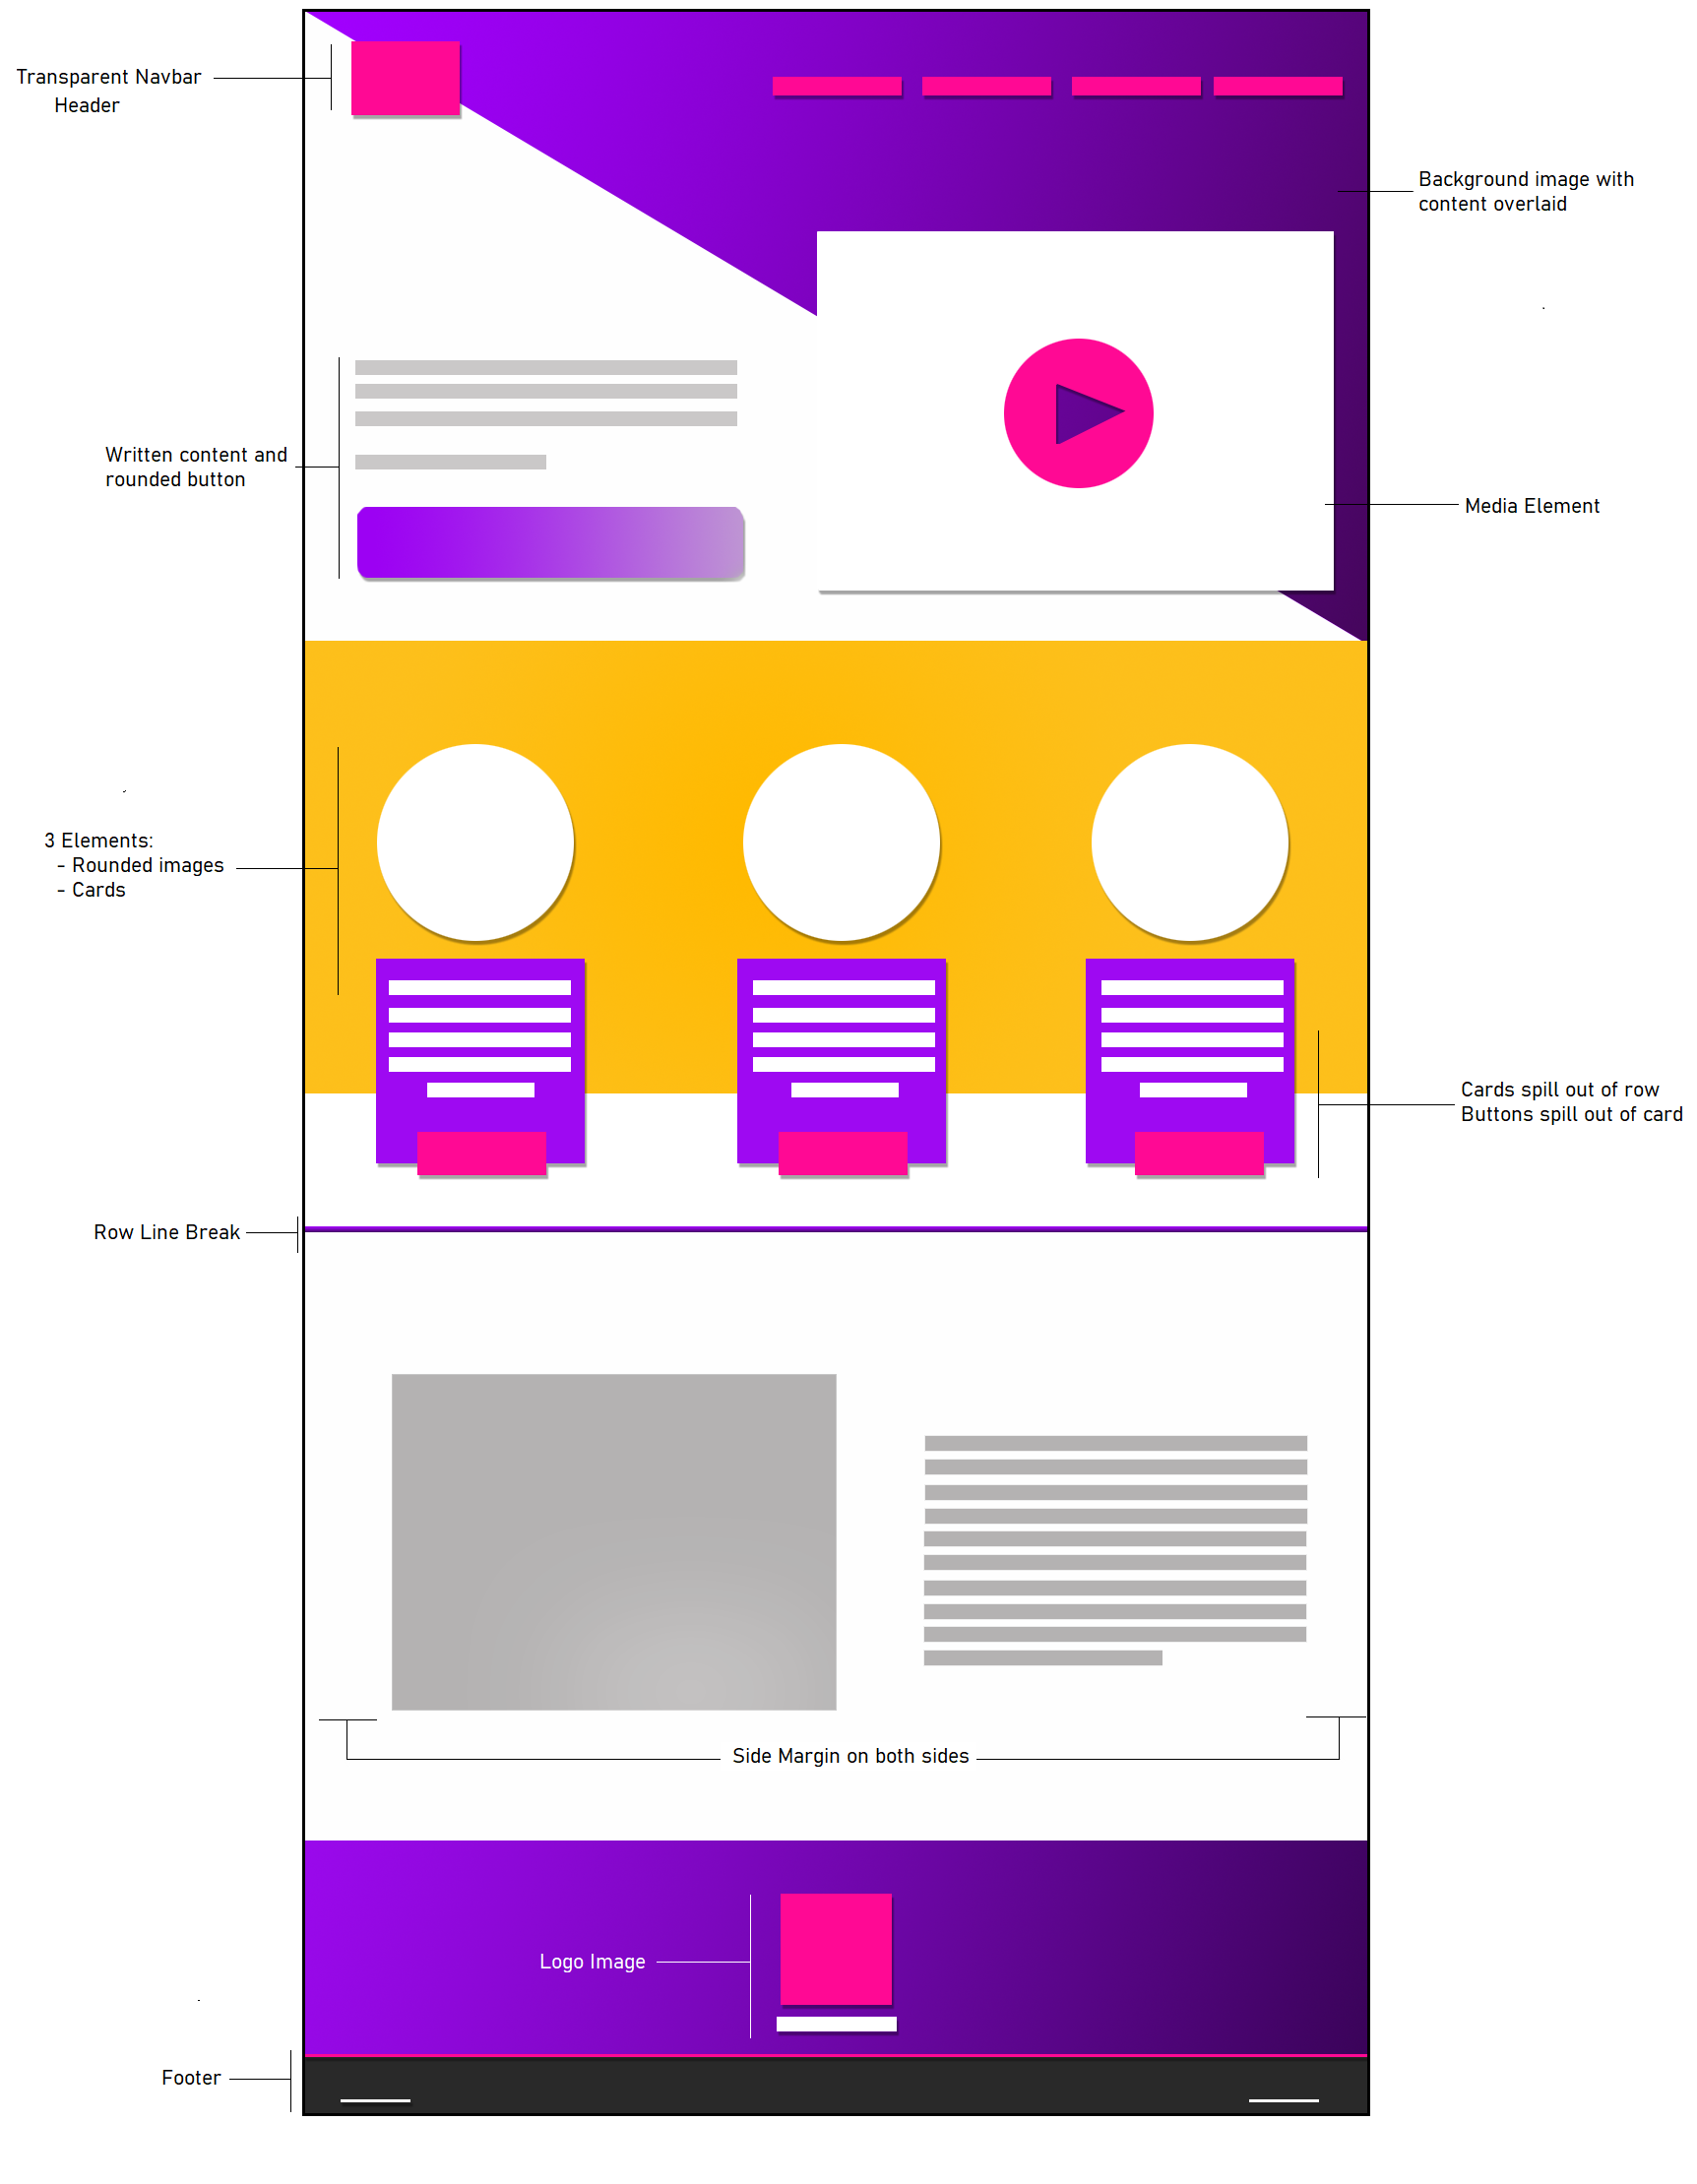 Transparent Navbar
Header
Background image with
content overlaid
Written content and
rounded button
Media Element
3 Elements:
- Rounded images
- Cards
Cards spill out of row
Buttons spill out of card
Row Line Break
Side Margin on both sides
Logo Image
Footer